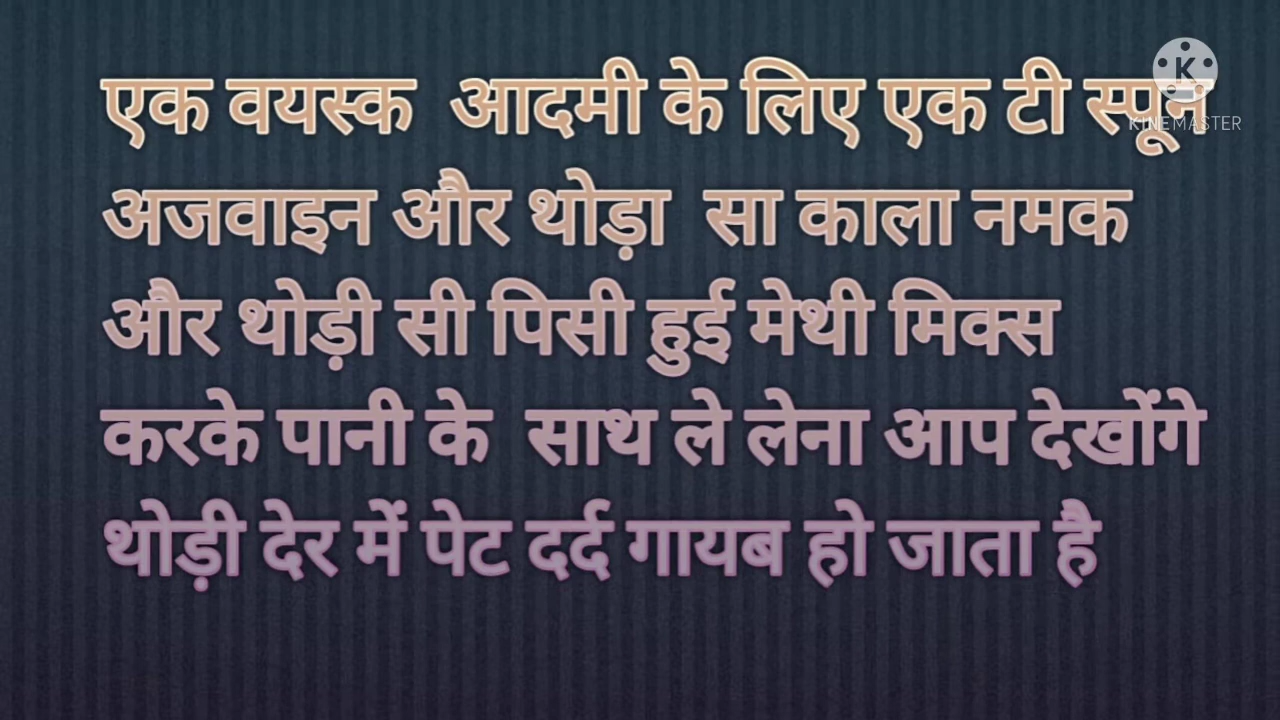 एक वयस्क आदमी के लिए एक टी स्पून
अजवाइन और थोड़ा सा काला नमक
और थोड़ी सी पिसी हुई मेथी मिक्स
करके पानी के साथ ले लेना आप देखोंगे
थोड़ी देर में पेट दर्द गायब हो जाता है
K
KINEMASTER